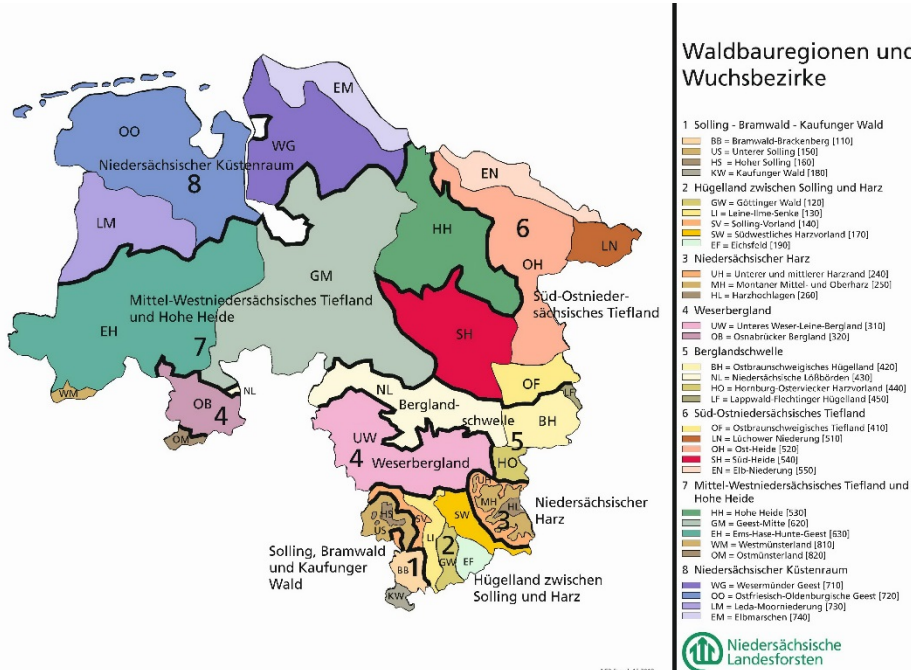 EM
OO
WG
Niedersächsischer Küstenraum
8
EN
LM
HH
6
LN
OH
GM
Mittel-Westniedersächsisches Tiefland
und Hohe Heide
Süd-Ostnieder-
sächsisches Tiefland
EH
7
SH
WM
OB
NL
4
OM
NL
OF
LF
Bergland-
schwelle
BH
UW
5
4
Weserbergland
HO
UH
MH
HL
3
Niedersächsischer
Harz
HS
US
SV
SW
LI
2
Solling, Bramwald
und Kaufunger
Wald
1
BB
GW
EF
KW
Hügelland zwischen
Solling und Harz
Waldbauregionen und
Wuchsbezirke
1 Solling - Bramwald - Kaufunger Wald
BB = Bramwald-Brackenberg [110]
US = Unterer Solling [150]
HS = Hoher Solling [160]
KW = Kaufunger Wald [180]
2 Hügelland zwischen Solling und Harz
GW = Göttinger Wald [120]
LI = Leine-Ilme-Senke [130]
SV = Solling-Vorland [140]
SW = Südwestliches Harzvorland [170]
EF = Eichsfeld [190]
3 Niedersächsischer Harz
UH = Unterer und mittlerer Harzrand [240]
MH = Montaner Mittel- und Oberharz [250]
HL = Harzhochlagen [260]
4 Weserbergland
UW = Unteres Weser-Leine-Bergland [310]
OB = Osnabrücker Bergland [320]
5 Berglandschwelle
BH = Ostbraunschweigisches Hügelland [420]
NL = Niedersächsische Lößbörden [430]
HO = Hornburg-Osterviecker Harzvorland [440]
LF = Lappwald-Flechtinger Hügelland [450]
6 Süd-Ostniedersächsisches Tiefland
OF = Ostbraunschweigisches Tiefland [410]
LN = Lüchower Niederung [510]
OH = Ost-Heide [520]
SH = Süd-Heide [540]
EN = Elb-Niederung [550]
7 Mittel-Westniedersächsisches Tiefland und
Hohe Heide
HH = Hohe Heide [530]
GM = Geest-Mitte [620]
EH = Ems-Hase-Hunte-Geest [630]
WM = Westmünsterland [810]
OM = Ostmünsterland [820]
8 Niedersächsischer Küstenraum
WG = Wesermünder Geest [710]
OO = Ostfriesisch-Oldenburgische Geest [720]
LM = Leda-Moorniederung [730]
EM = Elbmarschen [740]
Niedersächsische
Landesforsten